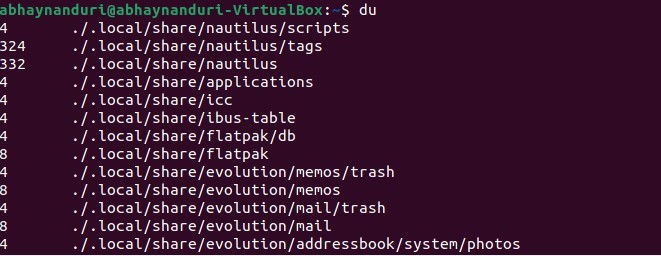 abhaynanduri@abhaynanduri-VirtualBox:~$ du
4 ./.local/share/nautilus/scripts
324 ./.local/share/nautilus/tags
332 ./.local/share/nautilus
4 ./.local/share/applications
4 ./.local/share/icc
4 ./.local/share/ibus-table
4 ./.local/share/flatpak/db
8 ./.local/share/flatpak
4 ./.local/share/evolution/memos/trash
8 ./.local/share/evolution/memos
4 ./.local/share/evolution/mail/trash
8 ./.local/share/evolution/mail
4 ./.local/share/evolution/addressbook/system/photos